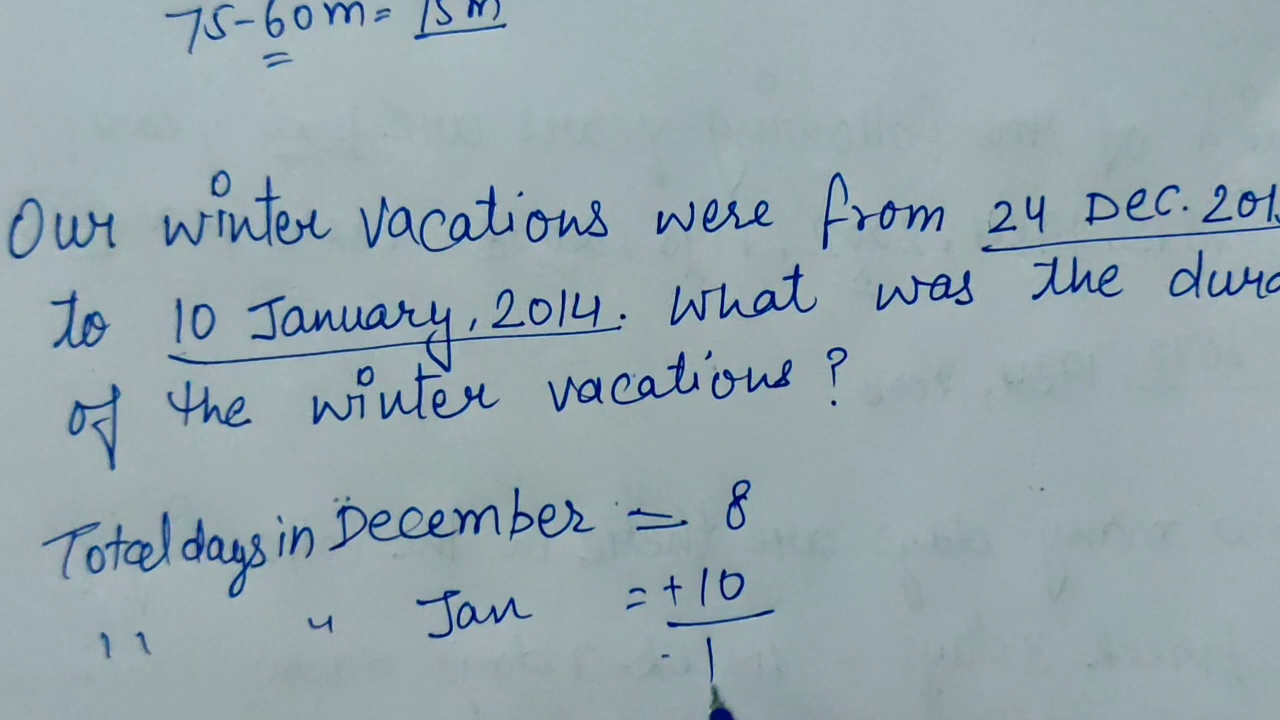 75-60m= 15m
Our winter vacations were from 24 Dec. 201
to 10 January, 2014. What was the dura
of the winter vacations?
Total days in December = 8
" " Jan = +10
1